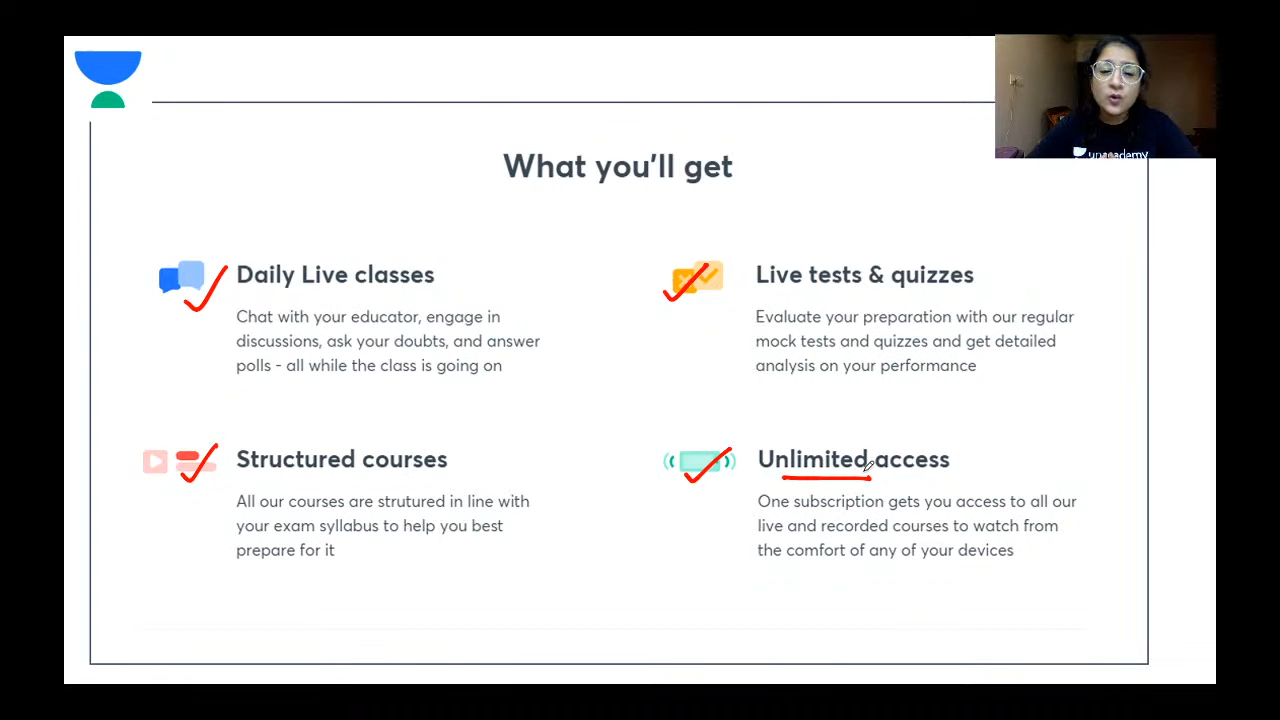 What you'll get
Daily Live classes
Chat with your educator, engage in
discussions, ask your doubts, and answer
polls - all while the class is going on
Live tests & quizzes
Evaluate your preparation with our regular
mock tests and quizzes and get detailed
analysis on your performance
Structured courses
All our courses are strutured in line with
your exam syllabus to help you best
prepare for it
Unlimited access
One subscription gets you access to all our
live and recorded courses to watch from
the comfort of any of your devices
unacademy